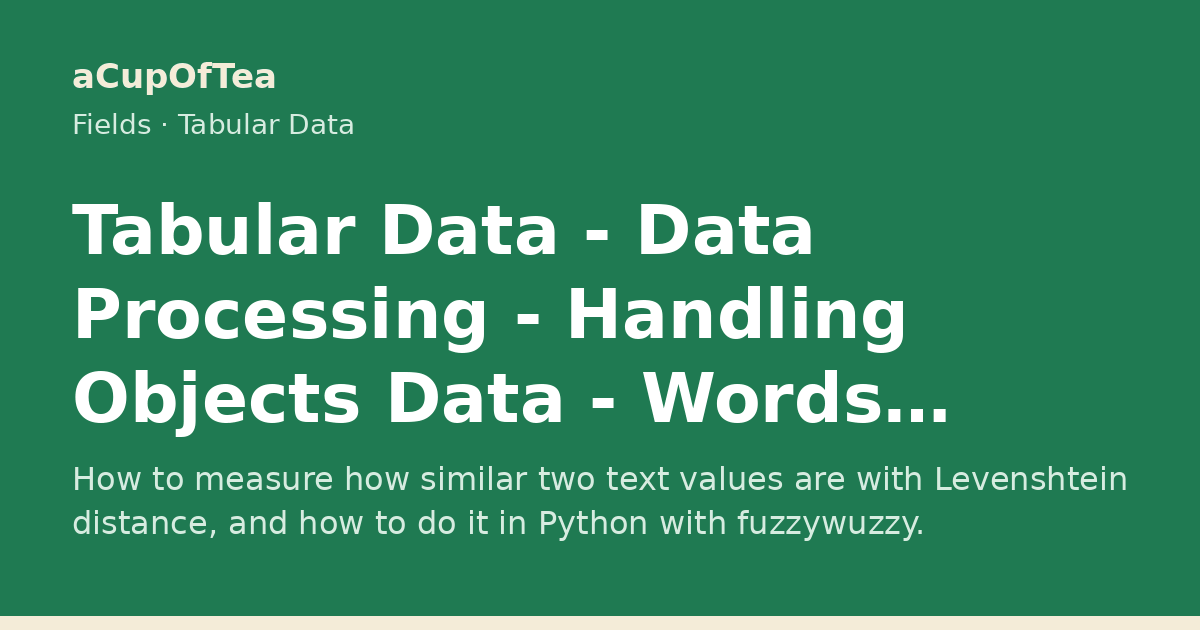 aCupOfTea
Fields · Tabular Data
Tabular Data - Data
Processing - Handling
Objects Data - Words…
How to measure how similar two text values are with Levenshtein
distance, and how to do it in Python with fuzzywuzzy.